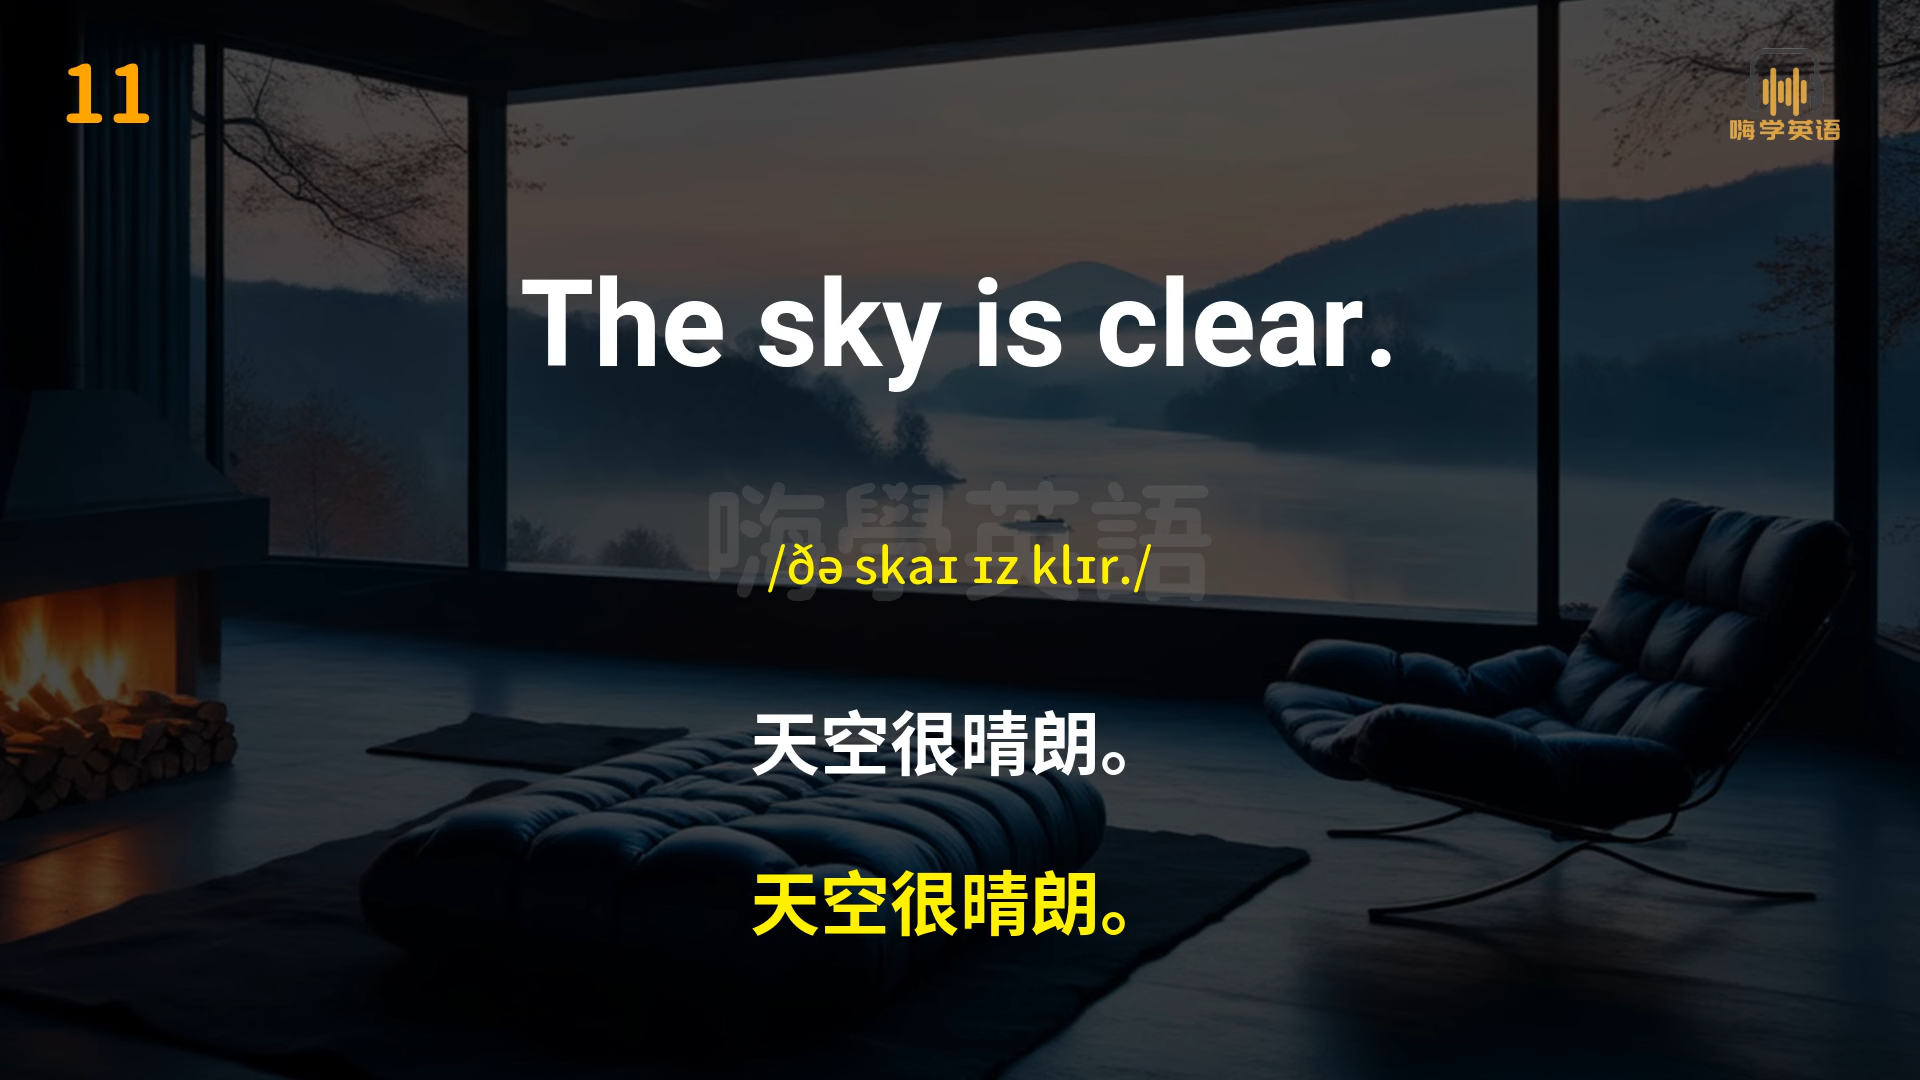 11
嗨学英语
The sky is clear.
嗨學英語
/ðə skaɪ ɪz klɪr./
天空很晴朗。
天空很晴朗。